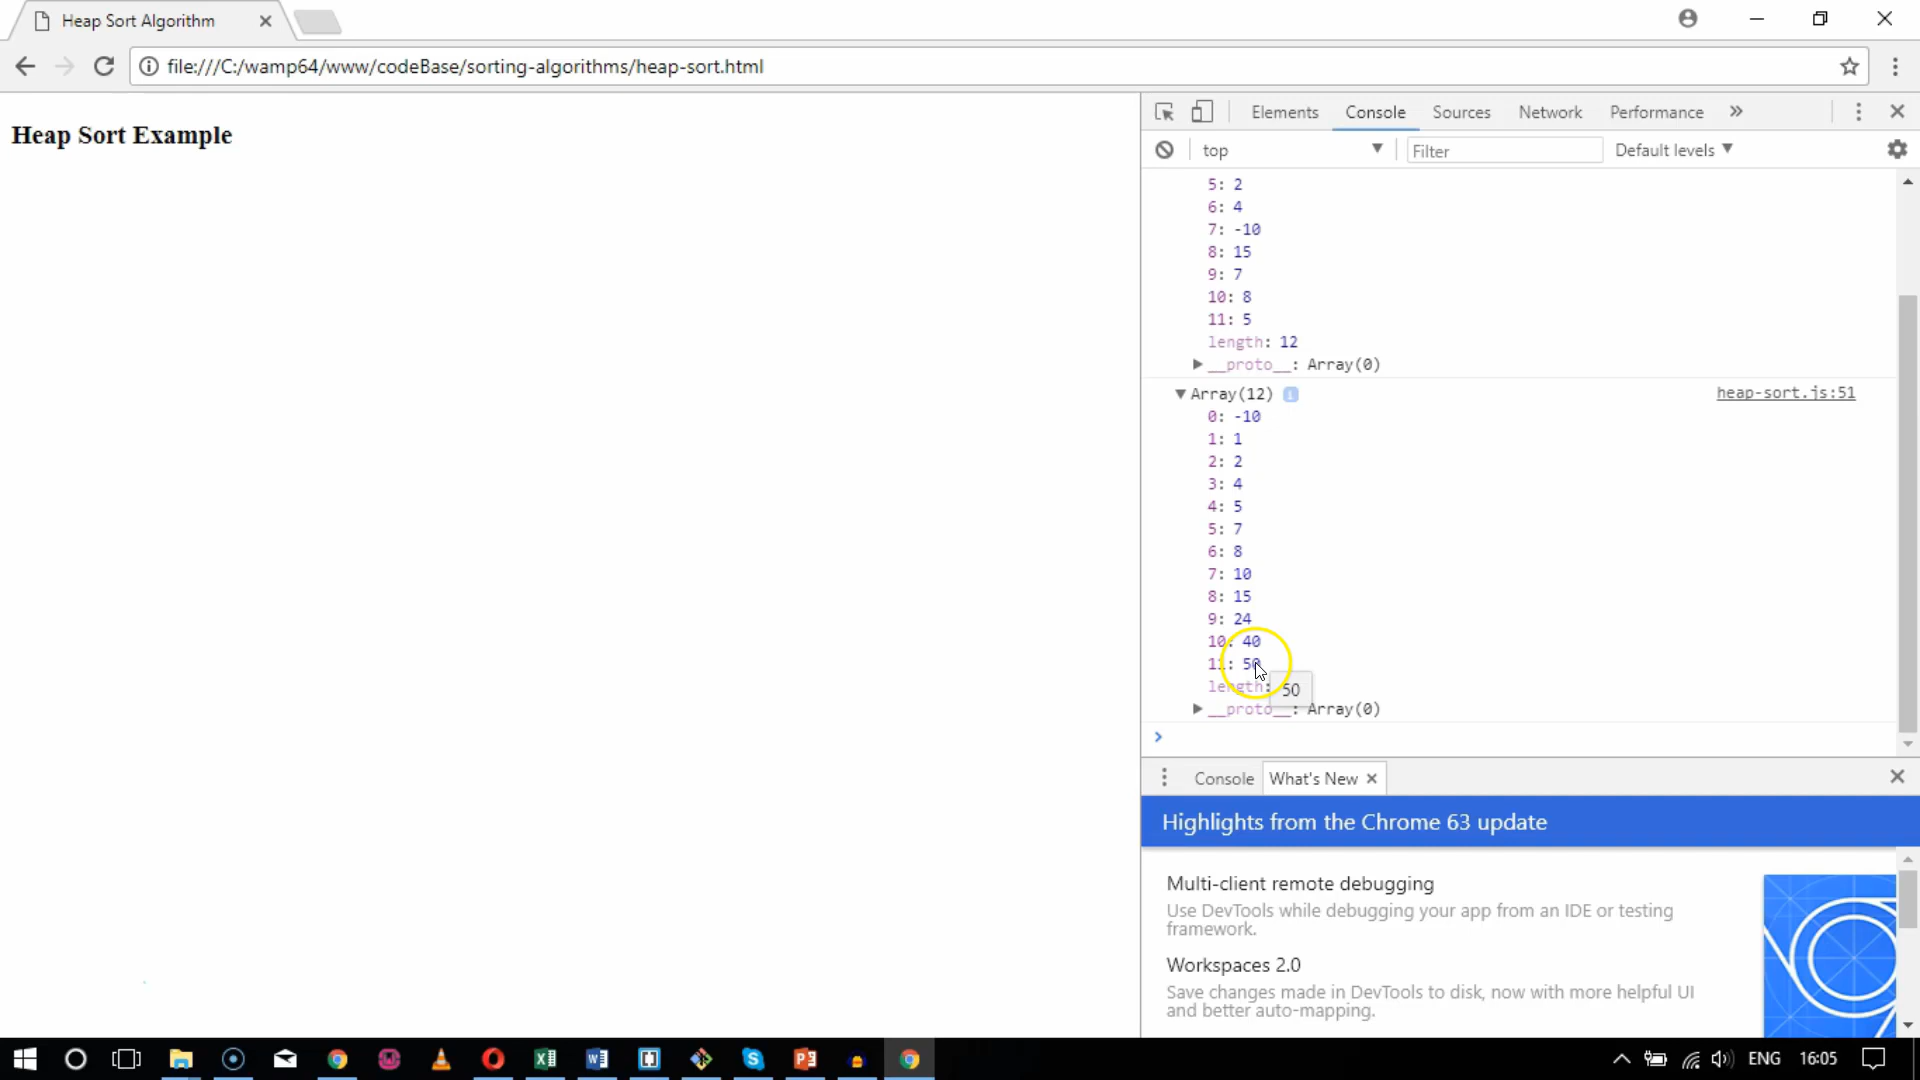 Heap Sort Algorithm
file:///C:/wamp64/www/codeBase/sorting-algorithms/heap-sort.html
Heap Sort Example
Elements Console Sources Network Performance »
top Filter Default levels
5: 2
6: 4
7: -10
8: 15
9: 7
10: 8
11: 5
length: 12
__proto__: Array(0)
Array(12) i heap-sort.js:51
0: -10
1: 1
2: 2
3: 4
4: 5
5: 7
6: 8
7: 10
8: 15
9: 24
10: 40
11: 50
length: 50
__proto__: Array(0)
Console What's New
Highlights from the Chrome 63 update
Multi-client remote debugging
Use DevTools while debugging your app from an IDE or testing
framework.
Workspaces 2.0
Save changes made in DevTools to disk, now with more helpful UI
and better auto-mapping.
ENG 16:05